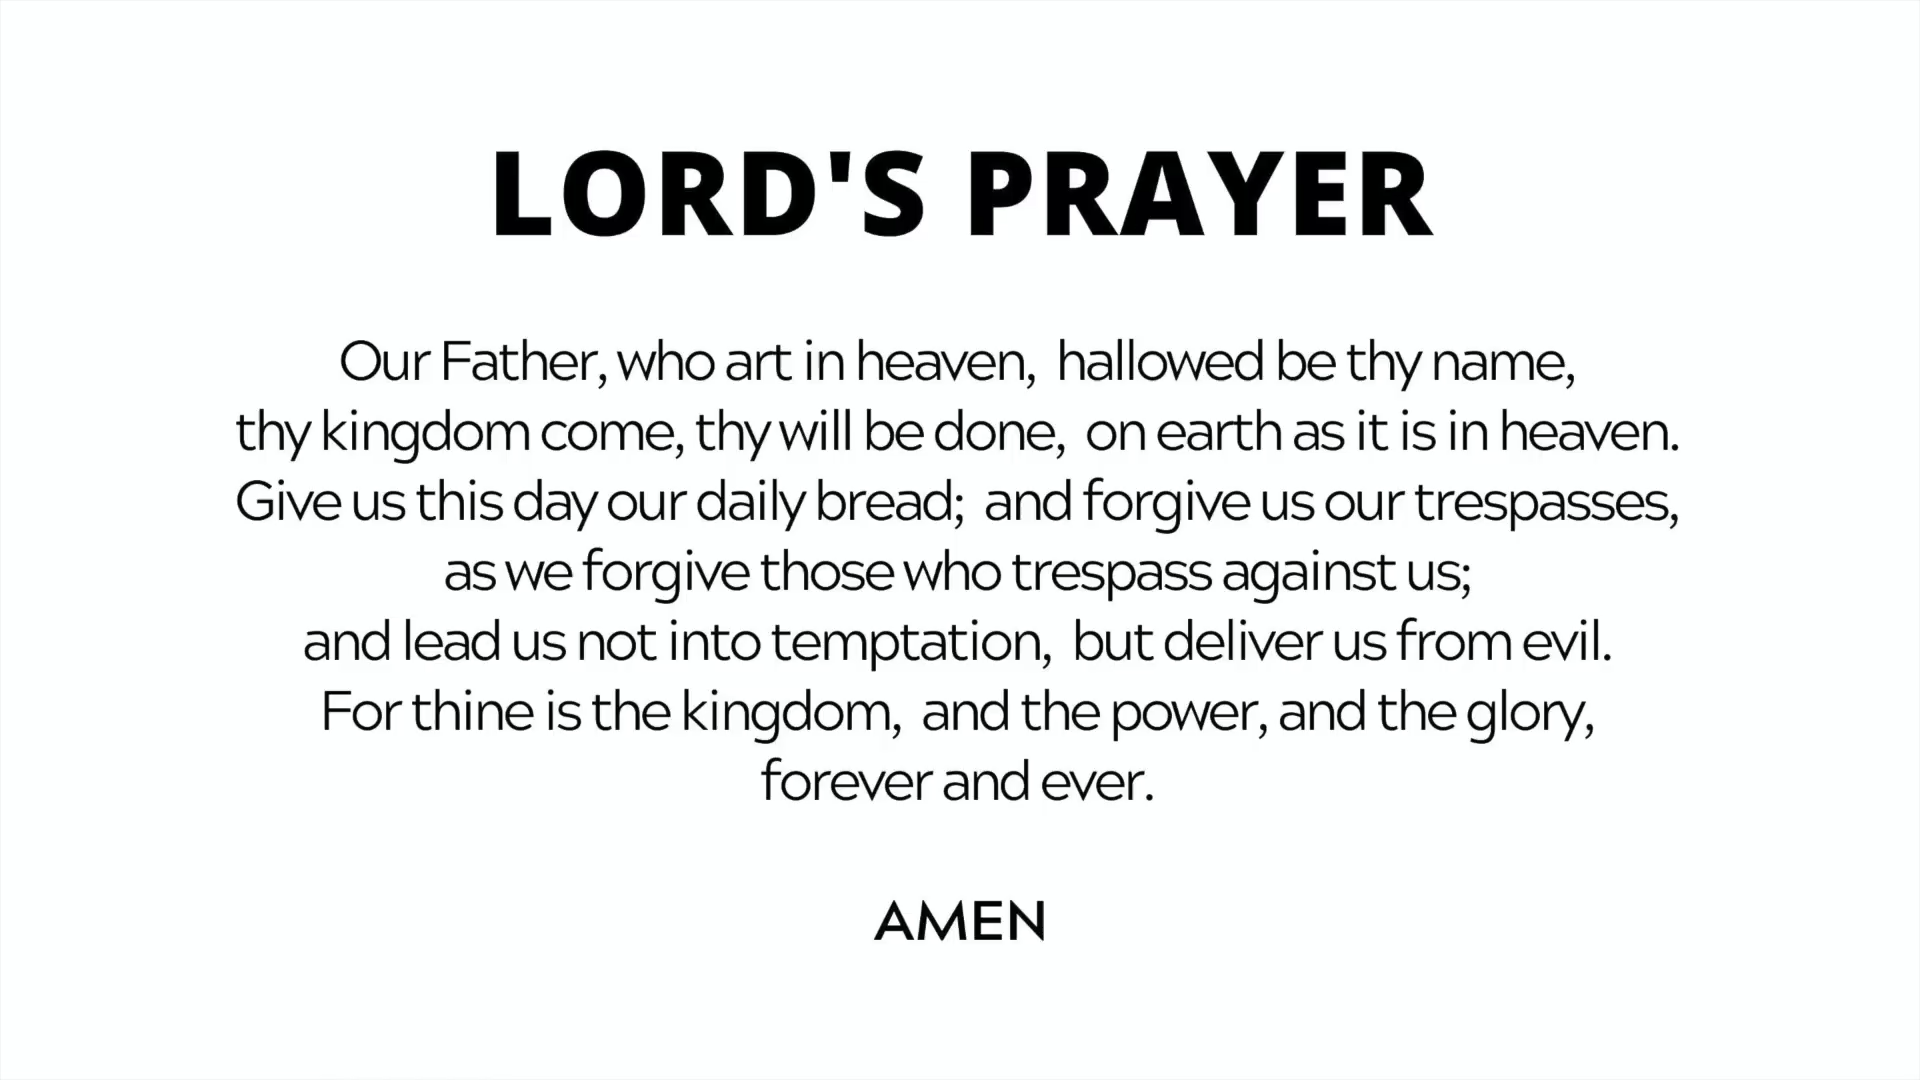 LORD'S PRAYER
Our Father, who art in heaven, hallowed be thy name,
thy kingdom come, thy will be done, on earth as it is in heaven.
Give us this day our daily bread; and forgive us our trespasses,
as we forgive those who trespass against us;
and lead us not into temptation, but deliver us from evil.
For thine is the kingdom, and the power, and the glory,
forever and ever.
AMEN